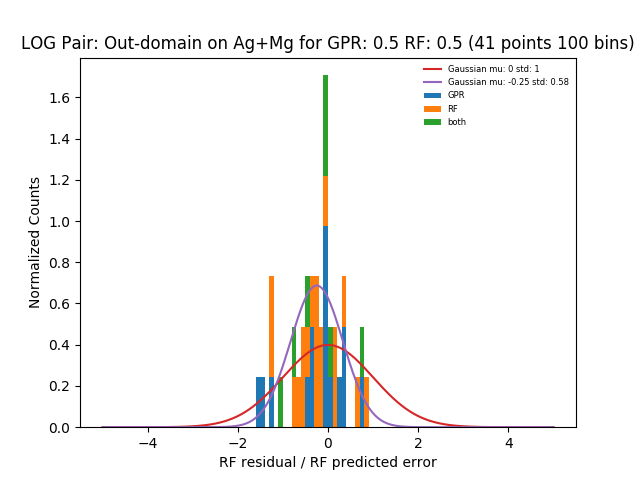 LOG Pair: Out-domain on Ag+Mg for GPR: 0.5 RF: 0.5 (41 points 100 bins)
Gaussian mu: 0 std: 1
Gaussian mu: -0.25 std: 0.58
GPR
RF
both
Normalized Counts
1.6
1.4
1.2
1.0
0.8
0.6
0.4
0.2
0.0
−4 −2 0 2 4
RF residual / RF predicted error